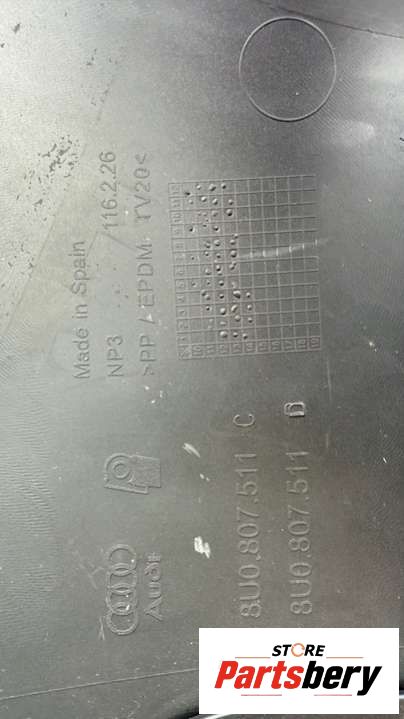 Made in Spain
NP3 116.2.26
>PP / EPDM TV20<
Audi
8U0.807.511 C
8U0.807.511 D
STORE
Partsbery